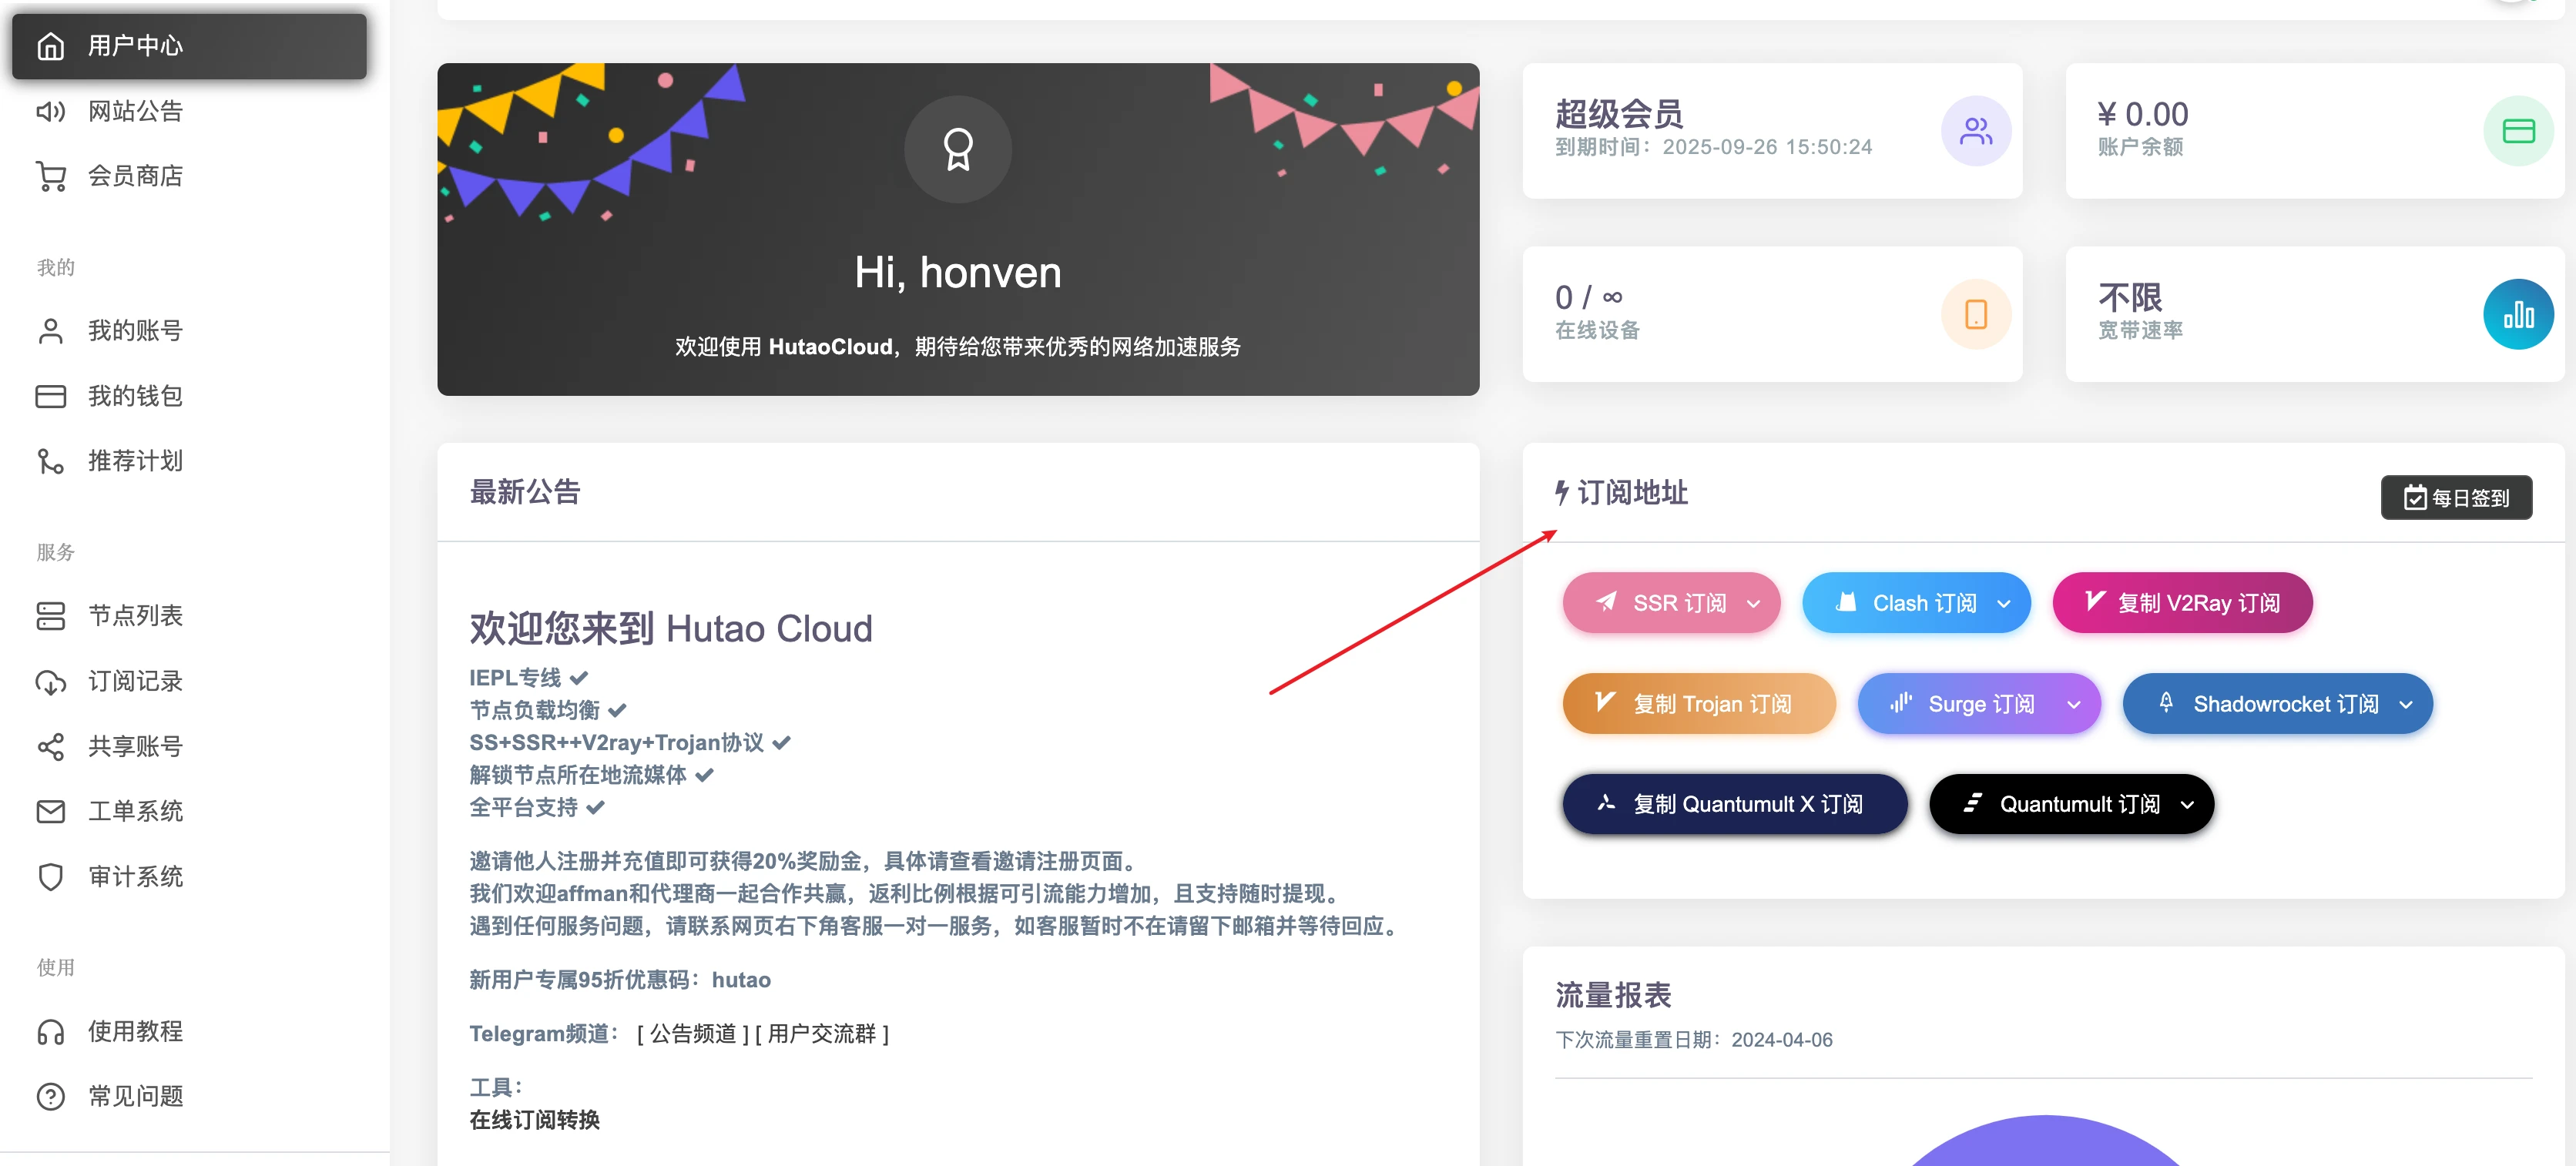 用户中心
网站公告
会员商店
我的
我的账号
我的钱包
推荐计划
服务
节点列表
订阅记录
共享账号
工单系统
审计系统
使用
使用教程
常见问题
Hi, honven
欢迎使用 HutaoCloud，期待给您带来优秀的网络加速服务
超级会员
到期时间：2025-09-26 15:50:24
¥ 0.00
账户余额
0 / ∞
在线设备
不限
宽带速率
最新公告
欢迎您来到 Hutao Cloud
IEPL专线 ✔
节点负载均衡 ✔
SS+SSR++V2ray+Trojan协议 ✔
解锁节点所在地流媒体 ✔
全平台支持 ✔
邀请他人注册并充值即可获得20%奖励金，具体请查看邀请注册页面。
我们欢迎affman和代理商一起合作共赢，返利比例根据可引流能力增加，且支持随时提现。
遇到任何服务问题，请联系网页右下角客服一对一服务，如客服暂时不在请留下邮箱并等待回应。
新用户专属95折优惠码：hutao
Telegram频道： [ 公告频道 ] [ 用户交流群 ]
工具：
在线订阅转换
订阅地址
每日签到
SSR 订阅
Clash 订阅
复制 V2Ray 订阅
复制 Trojan 订阅
Surge 订阅
Shadowrocket 订阅
复制 Quantumult X 订阅
Quantumult 订阅
流量报表
下次流量重置日期：2024-04-06